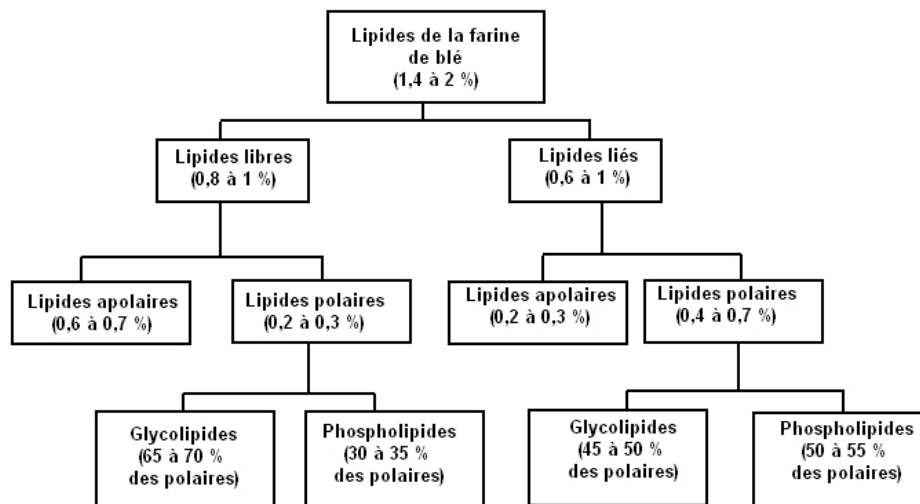 Lipides de la farine
de blé
(1,4 à 2 %)
Lipides libres
(0,8 à 1 %)
Lipides liés
(0,6 à 1 %)
Lipides apolaires
(0,6 à 0,7 %)
Lipides polaires
(0,2 à 0,3 %)
Lipides apolaires
(0,2 à 0,3 %)
Lipides polaires
(0,4 à 0,7 %)
Glycolipides
(65 à 70 %
des polaires)
Phospholipides
(30 à 35 %
des polaires)
Glycolipides
(45 à 50 %
des polaires)
Phospholipides
(50 à 55 %
des polaires)